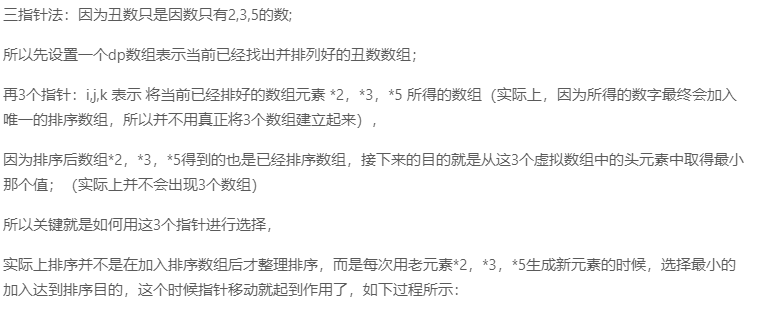 三指针法：因为丑数只是因数只有2,3,5的数;
所以先设置一个dp数组表示当前已经找出并排列好的丑数数组；
再3个指针：i,j,k 表示 将当前已经排好的数组元素 *2，*3，*5 所得的数组（实际上，因为所得的数字最终会加入
唯一的排序数组，所以并不用真正将3个数组建立起来），
因为排序后数组*2，*3，*5得到的也是已经排序数组，接下来的目的就是从这3个虚拟数组中的头元素中取得最小
那个值；（实际上并不会出现3个数组）
所以关键就是如何用这3个指针进行选择，
实际上排序并不是在加入排序数组后才整理排序，而是每次用老元素*2，*3，*5生成新元素的时候，选择最小的
加入达到排序目的，这个时候指针移动就起到作用了，如下过程所示：